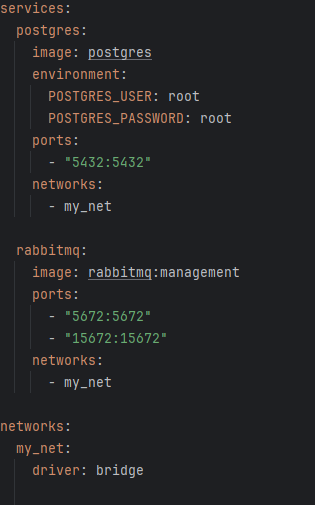 services:
  postgres:
    image: postgres
    environment:
      POSTGRES_USER: root
      POSTGRES_PASSWORD: root
    ports:
      - "5432:5432"
    networks:
      - my_net

  rabbitmq:
    image: rabbitmq:management
    ports:
      - "5672:5672"
      - "15672:15672"
    networks:
      - my_net

networks:
  my_net:
    driver: bridge